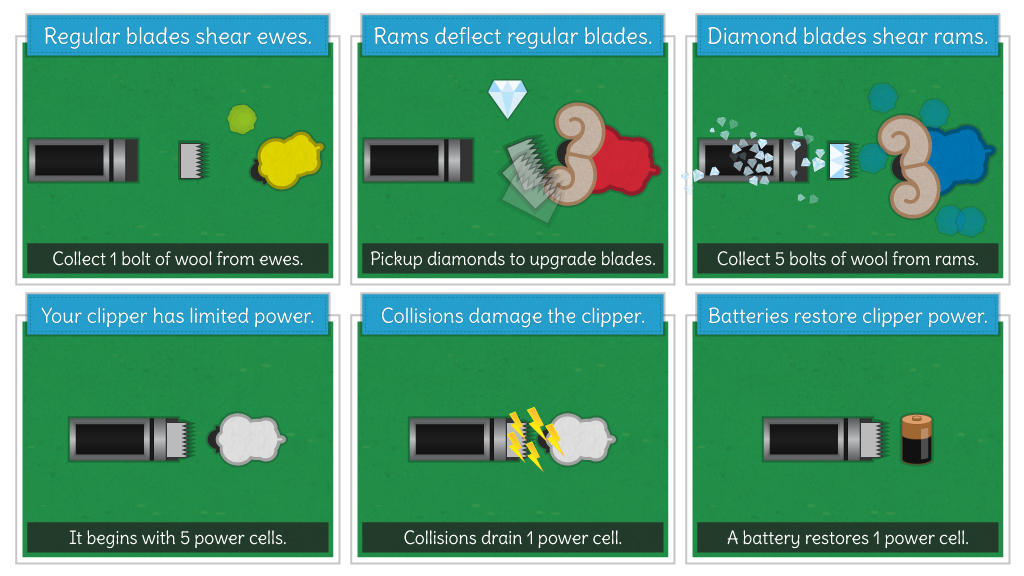 Regular blades shear ewes.
Rams deflect regular blades.
Diamond blades shear rams.
Collect 1 bolt of wool from ewes.
Pickup diamonds to upgrade blades.
Collect 5 bolts of wool from rams.
Your clipper has limited power.
Collisions damage the clipper.
Batteries restore clipper power.
It begins with 5 power cells.
Collisions drain 1 power cell.
A battery restores 1 power cell.